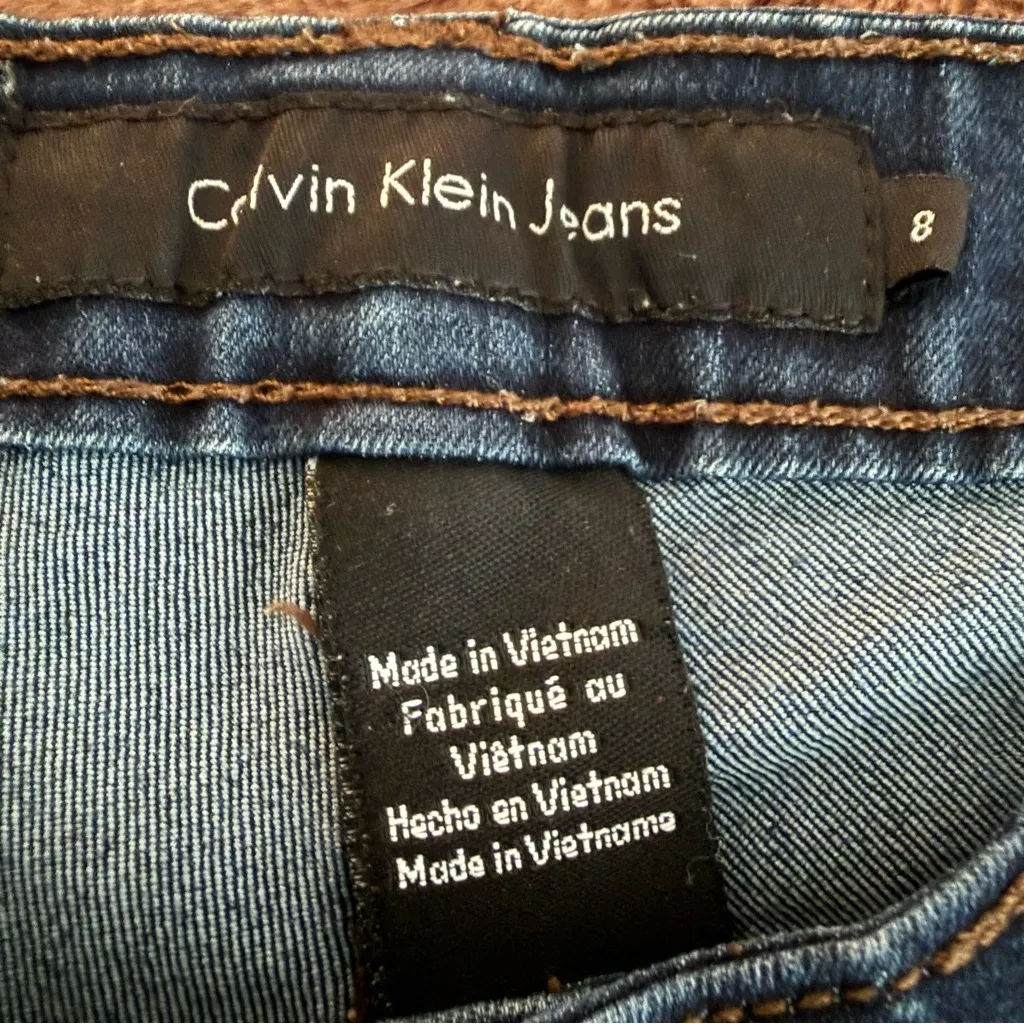 Calvin Klein Jeans
8
Made in Vietnam
Fabriqué au
Viêtnam
Hecho en Vietnam
Made in Vietname